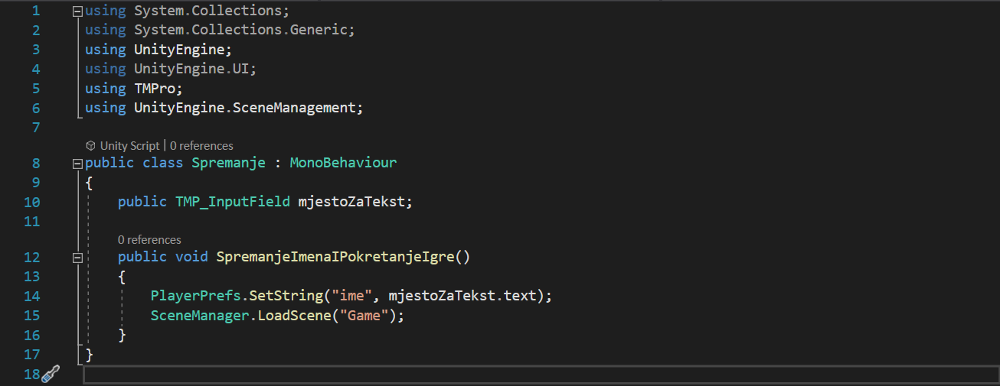 1 using System.Collections;
2 using System.Collections.Generic;
3 using UnityEngine;
4 using UnityEngine.UI;
5 using TMPro;
6 using UnityEngine.SceneManagement;
7
Unity Script | 0 references
8 public class Spremanje : MonoBehaviour
9 {
10 public TMP_InputField mjestoZaTekst;
11
0 references
12 public void SpremanjeImenaIPokretanjeIgre()
13 {
14 PlayerPrefs.SetString("ime", mjestoZaTekst.text);
15 SceneManager.LoadScene("Game");
16 }
17 }
18